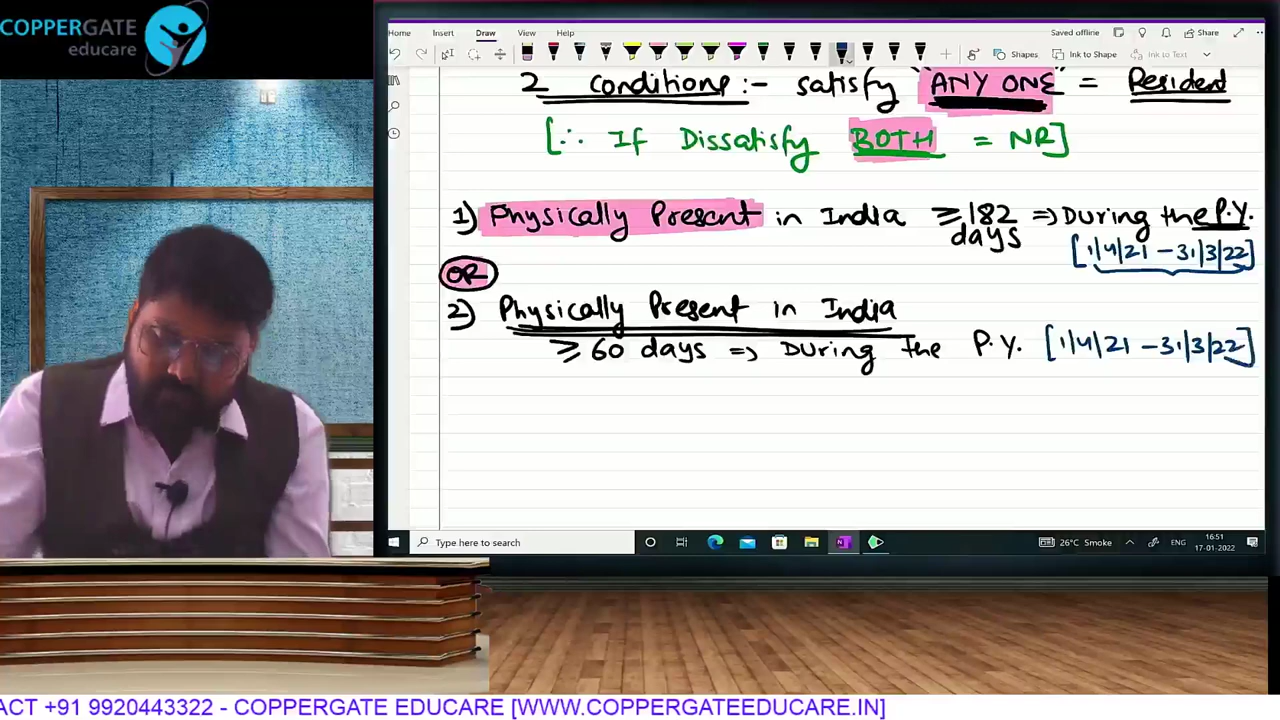 COPPERGATE
educare
Home Insert Draw View Help
Saved offline
Share
Shapes
Ink to Shape
Ink to Text
2 conditions :- satisfy "ANY ONE" = Resident
[∴ If Dissatisfy BOTH = NR]
1) Physically Present in India ≥182 days ⇒ During the P.Y.
[1/4/21 - 31/3/22]
OR
2) Physically Present in India
≥ 60 days ⇒ During the P.Y. [1/4/21 - 31/3/22]
Type here to search
26°C Smoke
ENG
16:51
17-01-2022
ACT +91 9920443322 - COPPERGATE EDUCARE [WWW.COPPERGATEEDUCARE.IN]